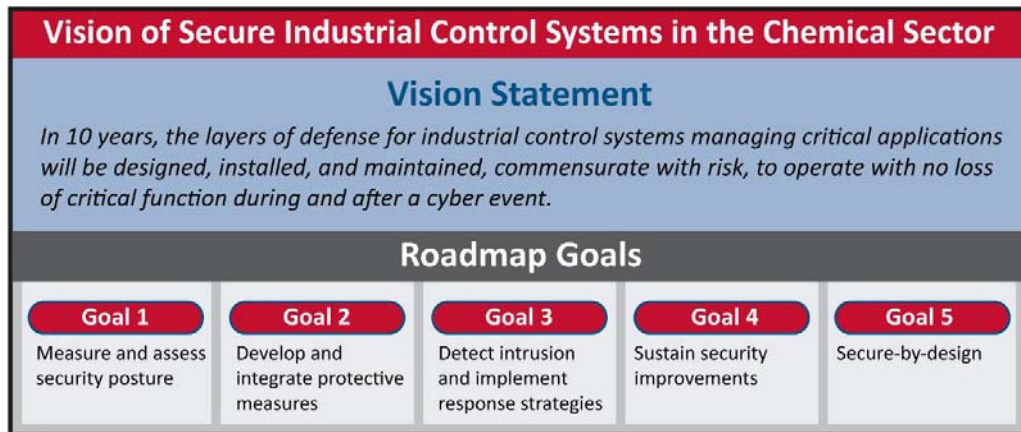 Vision of Secure Industrial Control Systems in the Chemical Sector
Vision Statement
In 10 years, the layers of defense for industrial control systems managing critical applications
will be designed, installed, and maintained, commensurate with risk, to operate with no loss
of critical function during and after a cyber event.
Roadmap Goals
Goal 1
Measure and assess
security posture
Goal 2
Develop and
integrate protective
measures
Goal 3
Detect intrusion
and implement
response strategies
Goal 4
Sustain security
improvements
Goal 5
Secure-by-design